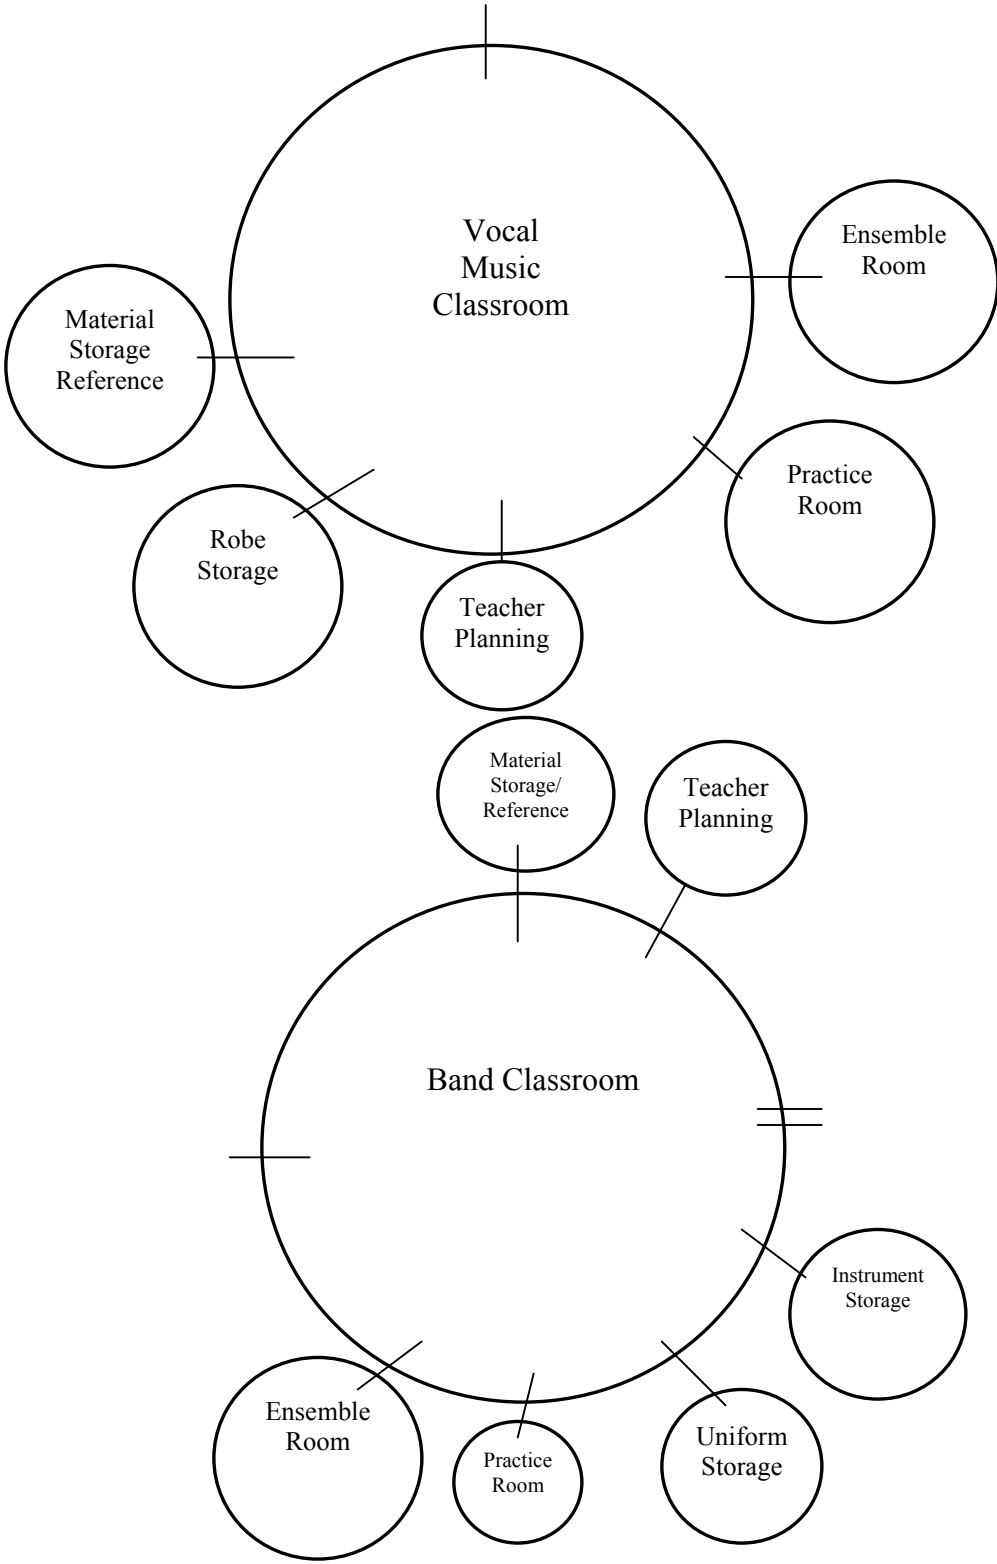 Vocal
Music
Classroom
Ensemble
Room
Material
Storage
Reference
Practice
Room
Robe
Storage
Teacher
Planning
Material
Storage/
Reference
Teacher
Planning
Band Classroom
Instrument
Storage
Ensemble
Room
Practice
Room
Uniform
Storage